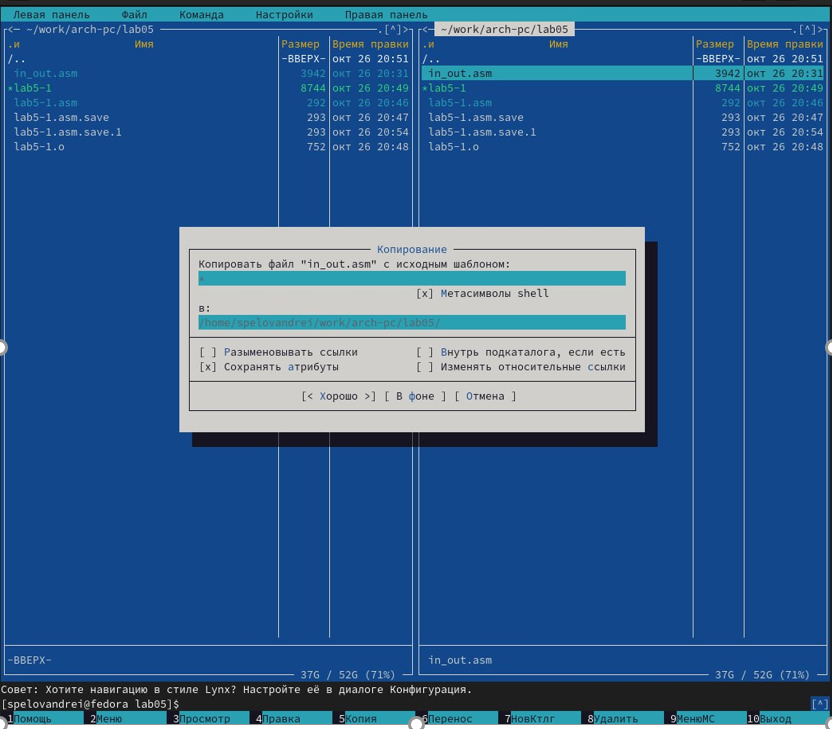 Левая панель Файл Команда Настройки Правая панель
<— ~/work/arch-pc/lab05 .[^]> <— ~/work/arch-pc/lab05 .[^]>
.и Имя Размер Время правки .и Имя Размер Время правки
/.. -ВВЕРХ- окт 26 20:51 /.. -ВВЕРХ- окт 26 20:51
in_out.asm 3942 окт 26 20:31 in_out.asm 3942 окт 26 20:31
*lab5-1 8744 окт 26 20:49 *lab5-1 8744 окт 26 20:49
lab5-1.asm 292 окт 26 20:46 lab5-1.asm 292 окт 26 20:46
lab5-1.asm.save 293 окт 26 20:47 lab5-1.asm.save 293 окт 26 20:47
lab5-1.asm.save.1 293 окт 26 20:54 lab5-1.asm.save.1 293 окт 26 20:54
lab5-1.o 752 окт 26 20:48 lab5-1.o 752 окт 26 20:48
Копирование
Копировать файл "in_out.asm" с исходным шаблоном:
*
[x] Метасимволы shell
в:
/home/spelovandrei/work/arch-pc/lab05/
[ ] Разыменовывать ссылки [ ] Внутрь подкаталога, если есть
[x] Сохранять атрибуты [ ] Изменять относительные ссылки
[< Хорошо >] [ В фоне ] [ Отмена ]
-ВВЕРХ- in_out.asm
37G / 52G (71%) 37G / 52G (71%)
Совет: Хотите навигацию в стиле Lynx? Настройте её в диалоге Конфигурация.
[spelovandrei@fedora lab05]$ [^]
1Помощь 2Меню 3Просмотр 4Правка 5Копия 6Перенос 7НовКтлг 8Удалить 9МенюМС 10Выход